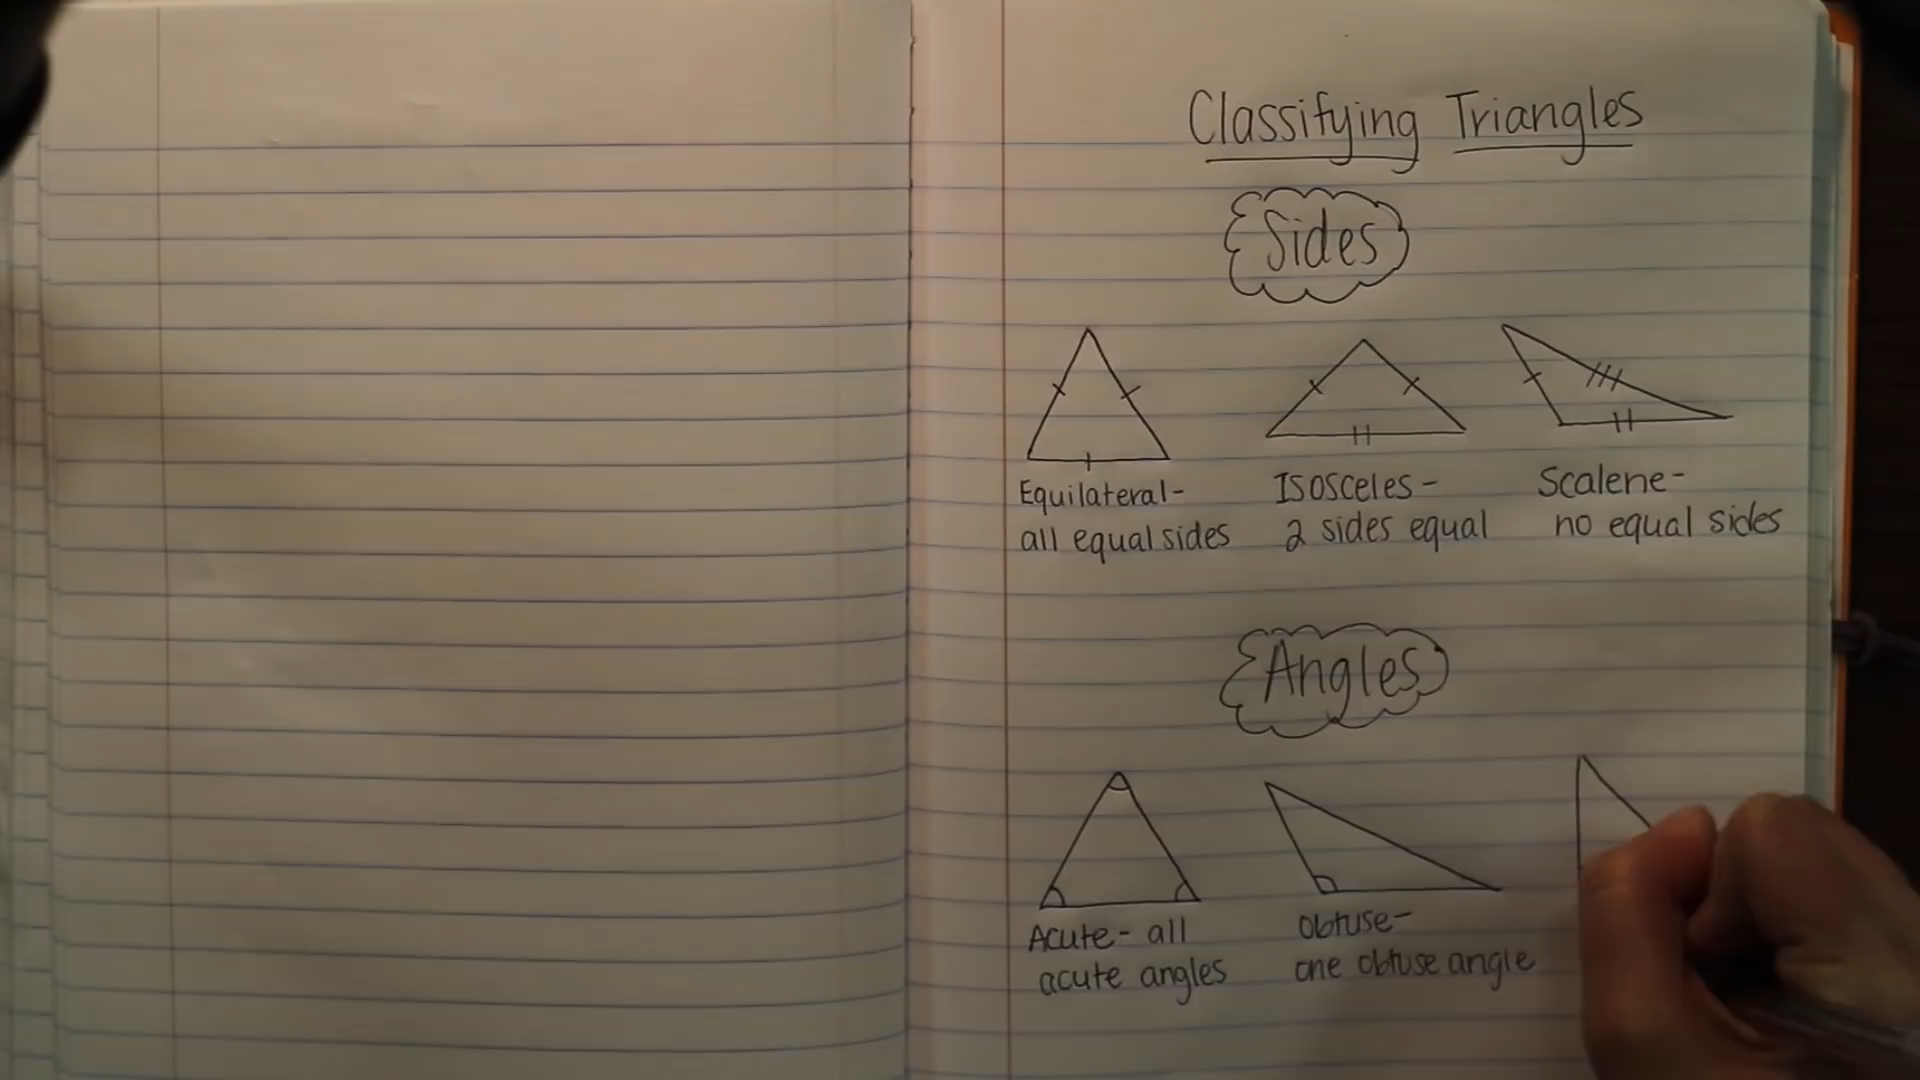 Classifying Triangles
Sides
Equilateral-
all equal sides
Isosceles-
2 sides equal
Scalene-
no equal sides
Angles
Acute- all
acute angles
Obtuse-
one obtuse angle